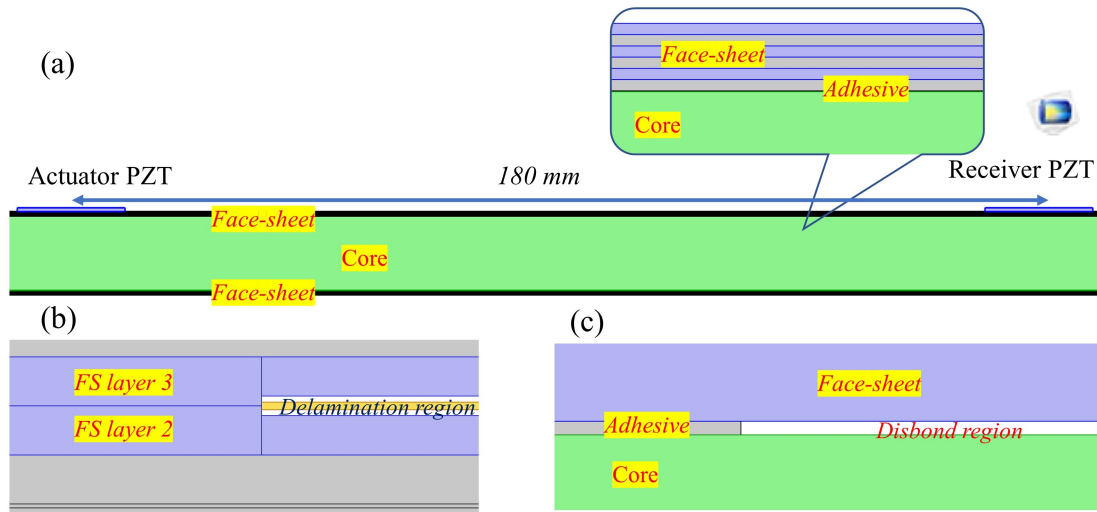 (a)
Face-sheet
Adhesive
Core
Actuator PZT
180 mm
Receiver PZT
Face-sheet
Core
Face-sheet
(b)
FS layer 3
Delamination region
FS layer 2
(c)
Face-sheet
Adhesive
Disbond region
Core